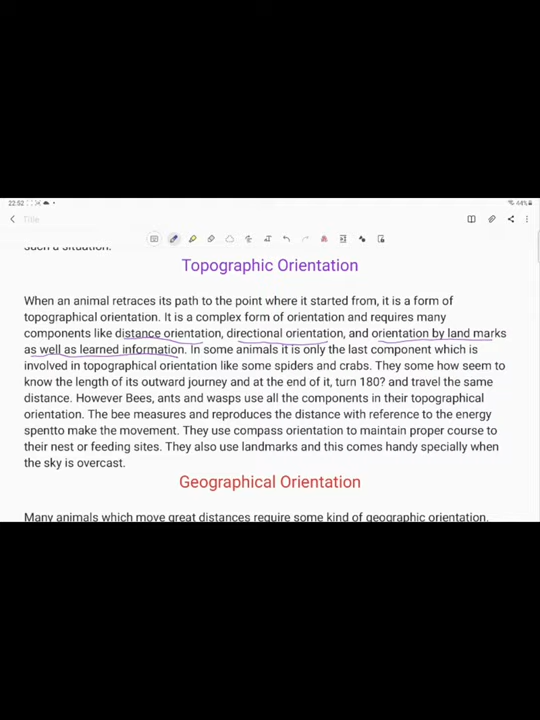 22:52
44%
Title
such a situation.
Topographic Orientation
When an animal retraces its path to the point where it started from, it is a form of
topographical orientation. It is a complex form of orientation and requires many
components like distance orientation, directional orientation, and orientation by land marks
as well as learned information. In some animals it is only the last component which is
involved in topographical orientation like some spiders and crabs. They some how seem to
know the length of its outward journey and at the end of it, turn 180? and travel the same
distance. However Bees, ants and wasps use all the components in their topographical
orientation. The bee measures and reproduces the distance with reference to the energy
spentto make the movement. They use compass orientation to maintain proper course to
their nest or feeding sites. They also use landmarks and this comes handy specially when
the sky is overcast.
Geographical Orientation
Many animals which move great distances require some kind of geographic orientation.